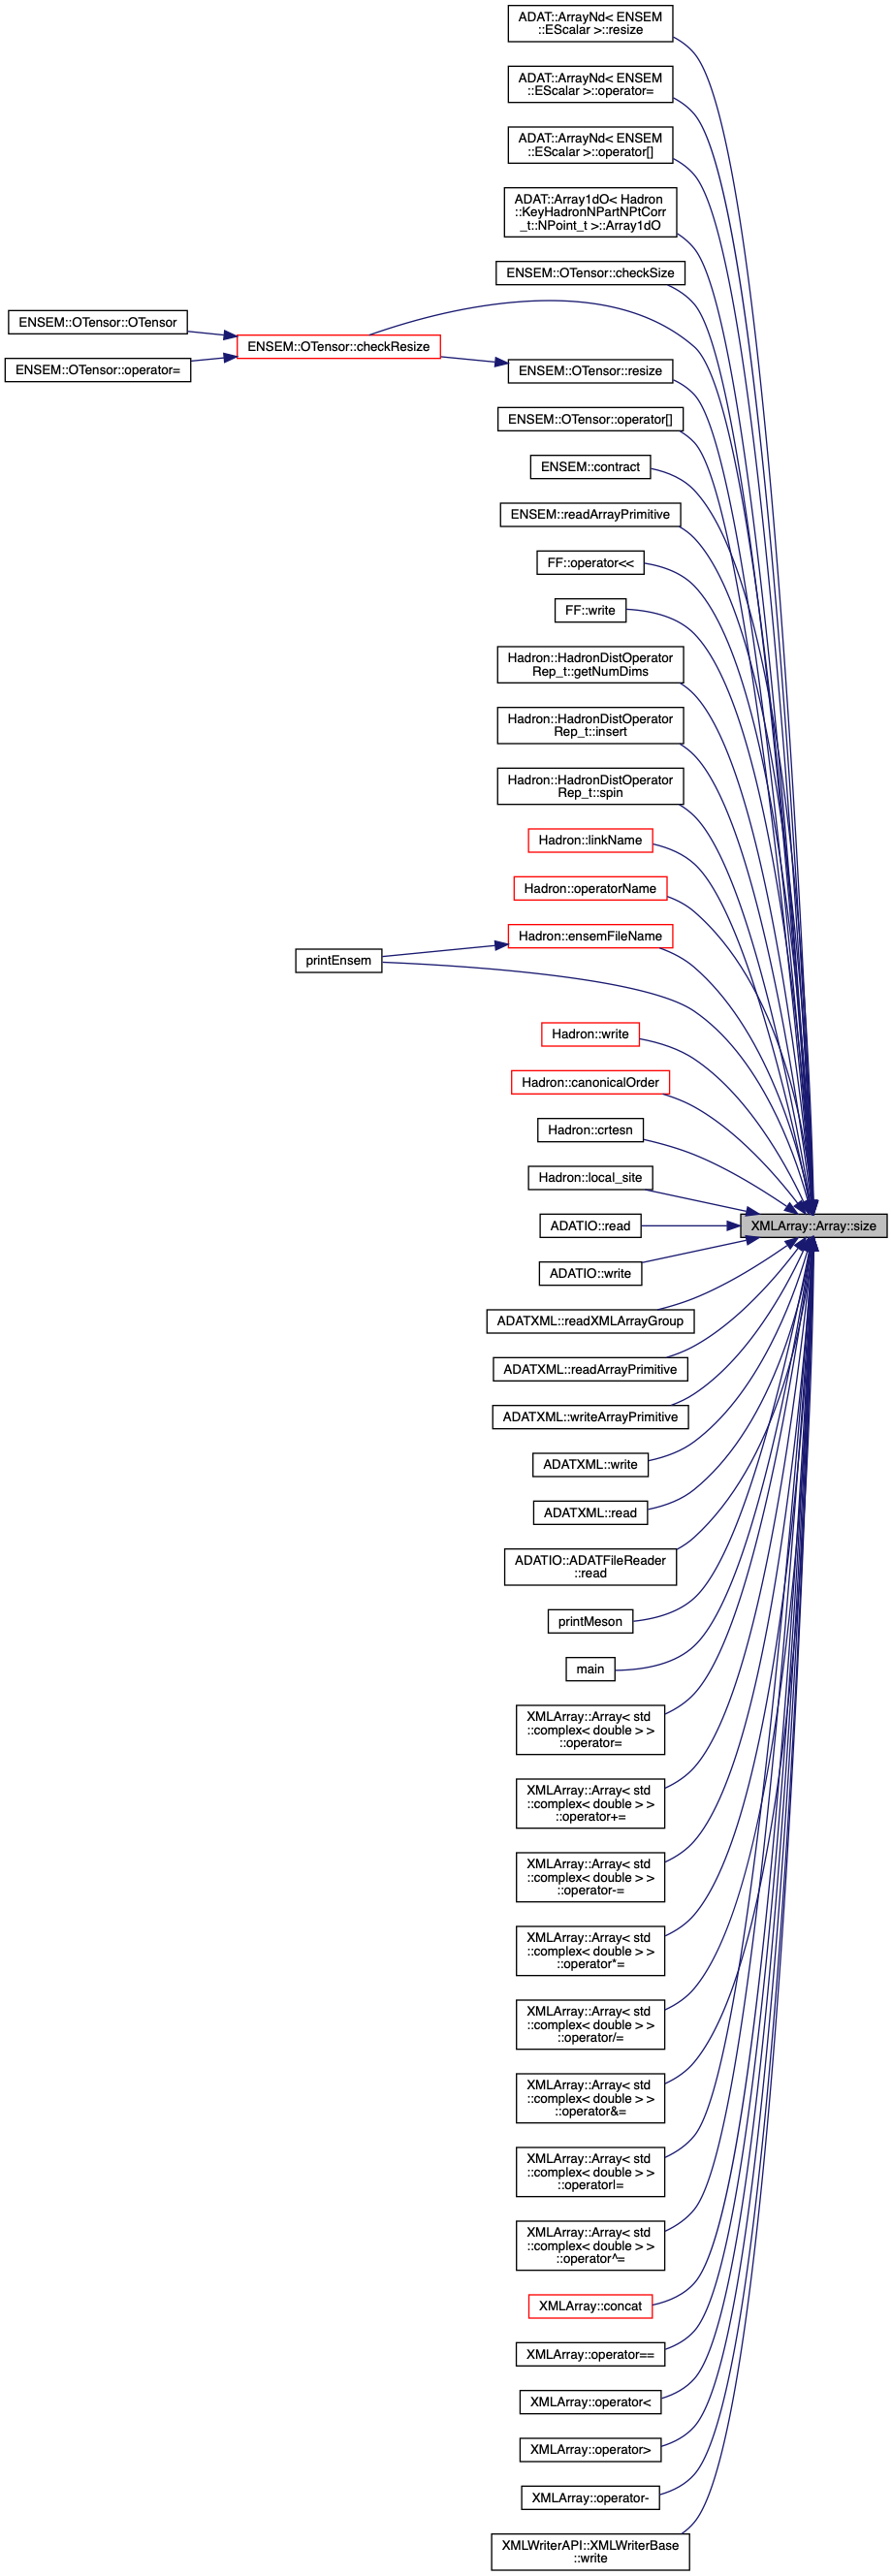 ADAT::ArrayNd< ENSEM
::EScalar >::resize
ADAT::ArrayNd< ENSEM
::EScalar >::operator=
ADAT::ArrayNd< ENSEM
::EScalar >::operator[]
ADAT::Array1dO< Hadron
::KeyHadronNPartNPtCorr
_t::NPoint_t >::Array1dO
ENSEM::OTensor::checkSize
ENSEM::OTensor::OTensor
ENSEM::OTensor::checkResize
ENSEM::OTensor::operator=
ENSEM::OTensor::resize
ENSEM::OTensor::operator[]
ENSEM::contract
ENSEM::readArrayPrimitive
FF::operator<<
FF::write
Hadron::HadronDistOperator
Rep_t::getNumDims
Hadron::HadronDistOperator
Rep_t::insert
Hadron::HadronDistOperator
Rep_t::spin
Hadron::linkName
Hadron::operatorName
Hadron::ensemFileName
printEnsem
Hadron::write
Hadron::canonicalOrder
Hadron::crtesn
Hadron::local_site
ADATIO::read
XMLArray::Array::size
ADATIO::write
ADATXML::readXMLArrayGroup
ADATXML::readArrayPrimitive
ADATXML::writeArrayPrimitive
ADATXML::write
ADATXML::read
ADATIO::ADATFileReader
::read
printMeson
main
XMLArray::Array< std
::complex< double > >
::operator=
XMLArray::Array< std
::complex< double > >
::operator+=
XMLArray::Array< std
::complex< double > >
::operator-=
XMLArray::Array< std
::complex< double > >
::operator*=
XMLArray::Array< std
::complex< double > >
::operator/=
XMLArray::Array< std
::complex< double > >
::operator&=
XMLArray::Array< std
::complex< double > >
::operator|=
XMLArray::Array< std
::complex< double > >
::operator^=
XMLArray::concat
XMLArray::operator==
XMLArray::operator<
XMLArray::operator>
XMLArray::operator-
XMLWriterAPI::XMLWriterBase
::write